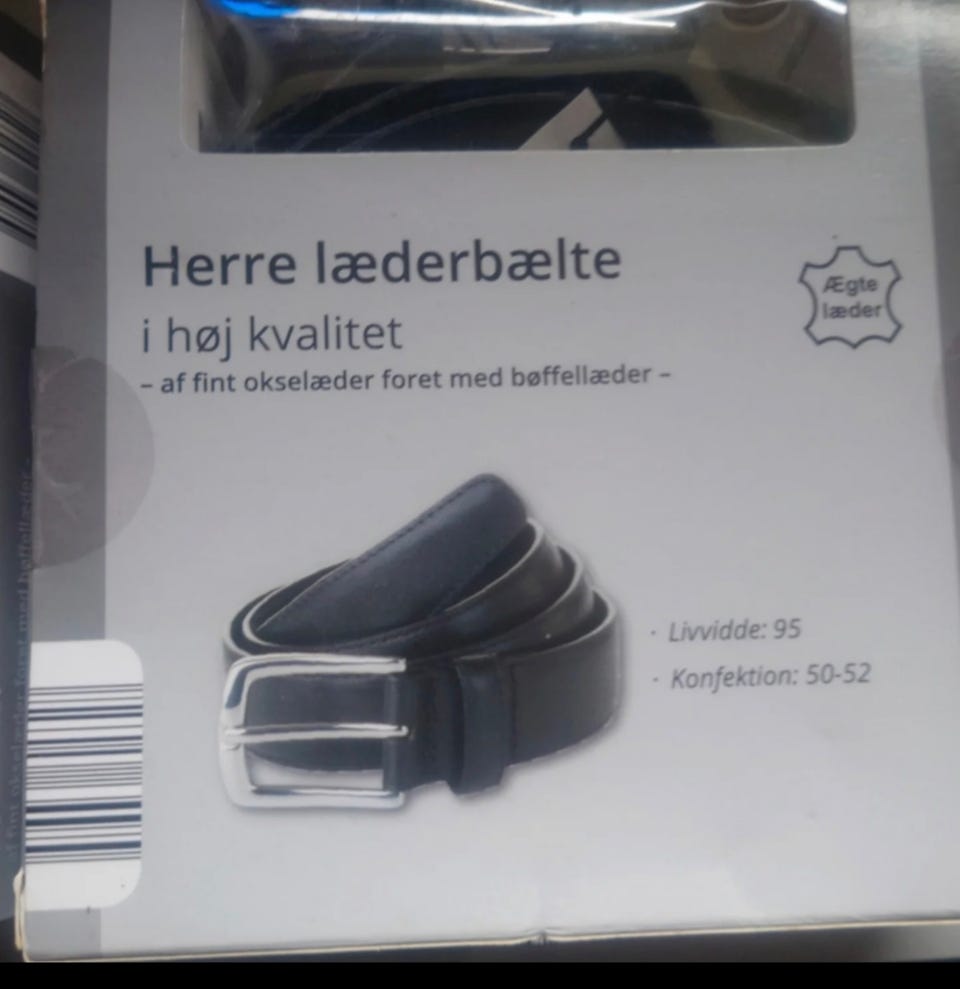 Herre læderbælte
i høj kvalitet
– af fint okselæder foret med bøffellæder –
Ægte
læder
· Livvidde: 95
· Konfektion: 50-52